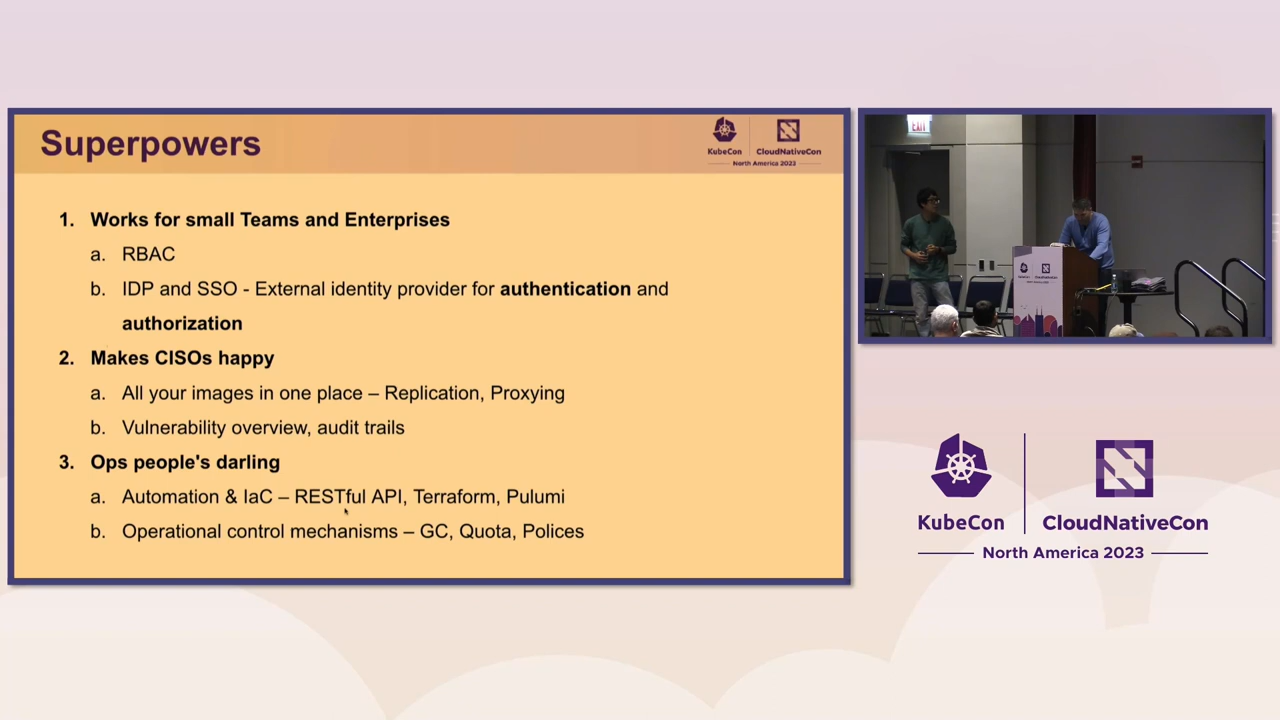 Superpowers
KubeCon
CloudNativeCon
North America 2023
1. Works for small Teams and Enterprises
a. RBAC
b. IDP and SSO - External identity provider for authentication and
authorization
2. Makes CISOs happy
a. All your images in one place – Replication, Proxying
b. Vulnerability overview, audit trails
3. Ops people's darling
a. Automation & IaC – RESTful API, Terraform, Pulumi
b. Operational control mechanisms – GC, Quota, Polices
EXIT
KubeCon
CloudNativeCon
North America 2023